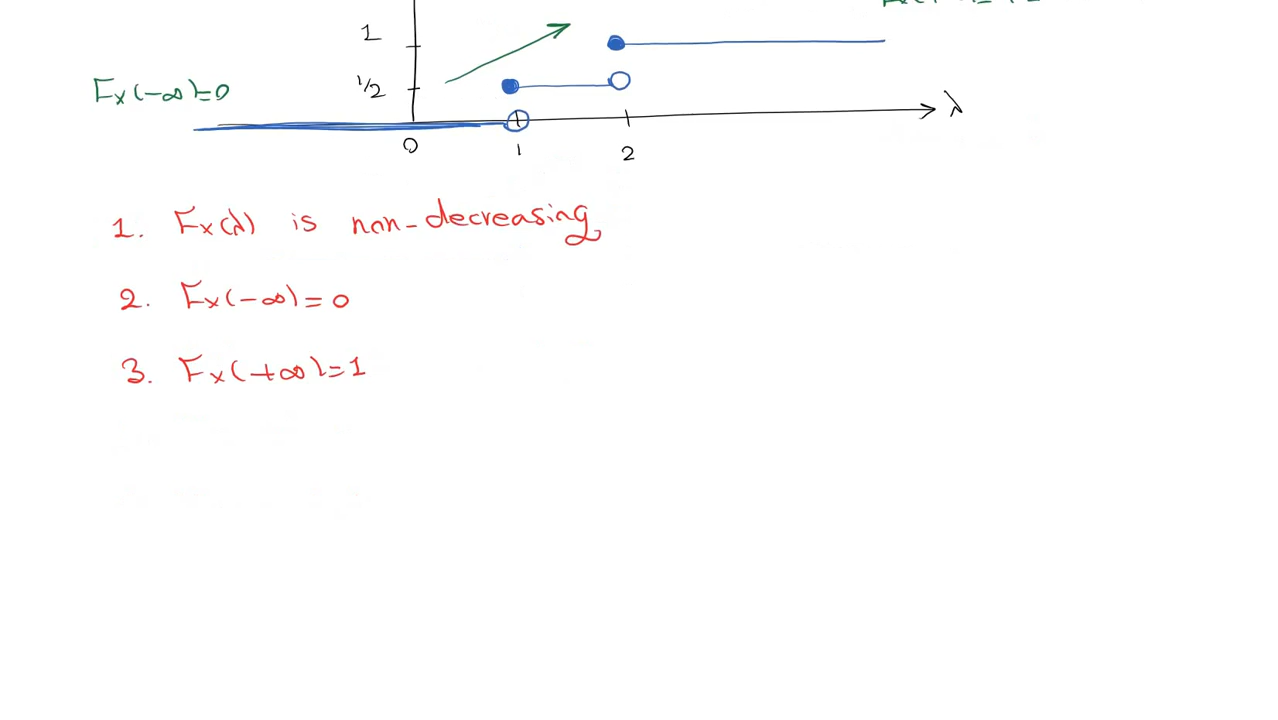 1
Fx(-∞)=0
1/2
λ
0
1
2
1. Fx(λ) is non-decreasing
2. Fx(-∞)=0
3. Fx(+∞)=1